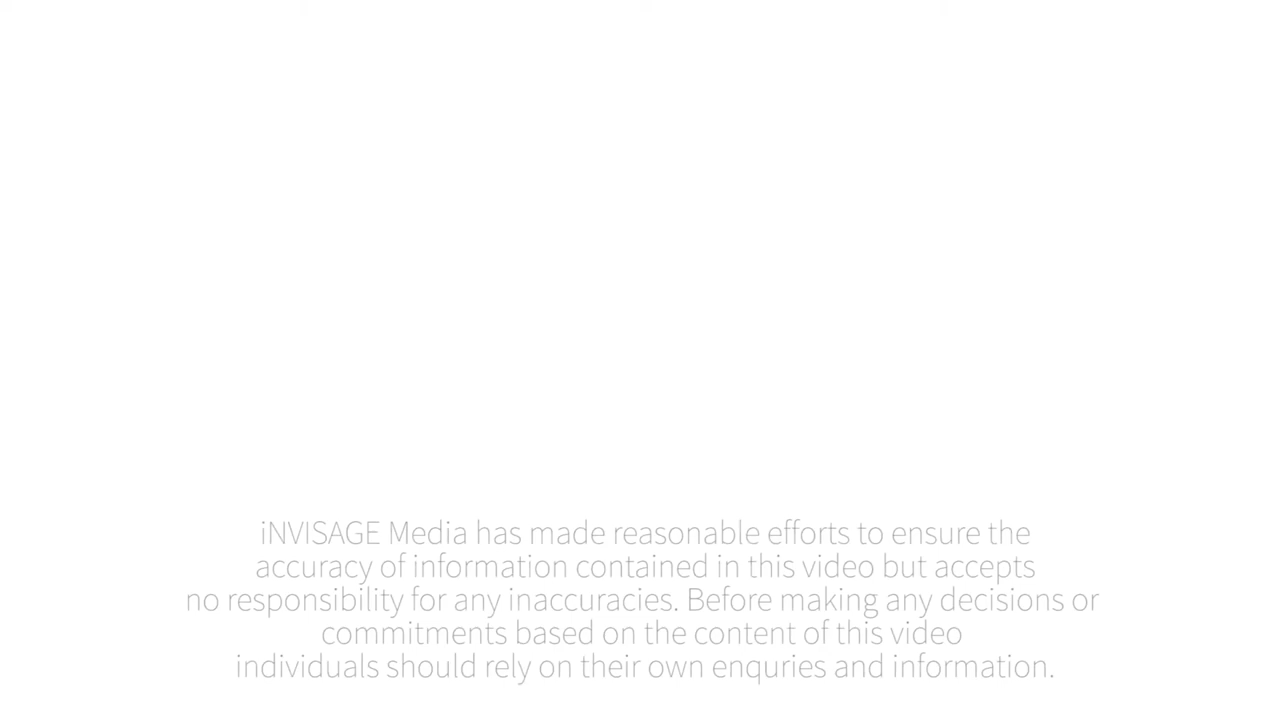 iNVISAGE Media has made reasonable efforts to ensure the
accuracy of information contained in this video but accepts
no responsibility for any inaccuracies. Before making any decisions or
commitments based on the content of this video
individuals should rely on their own enquries and information.